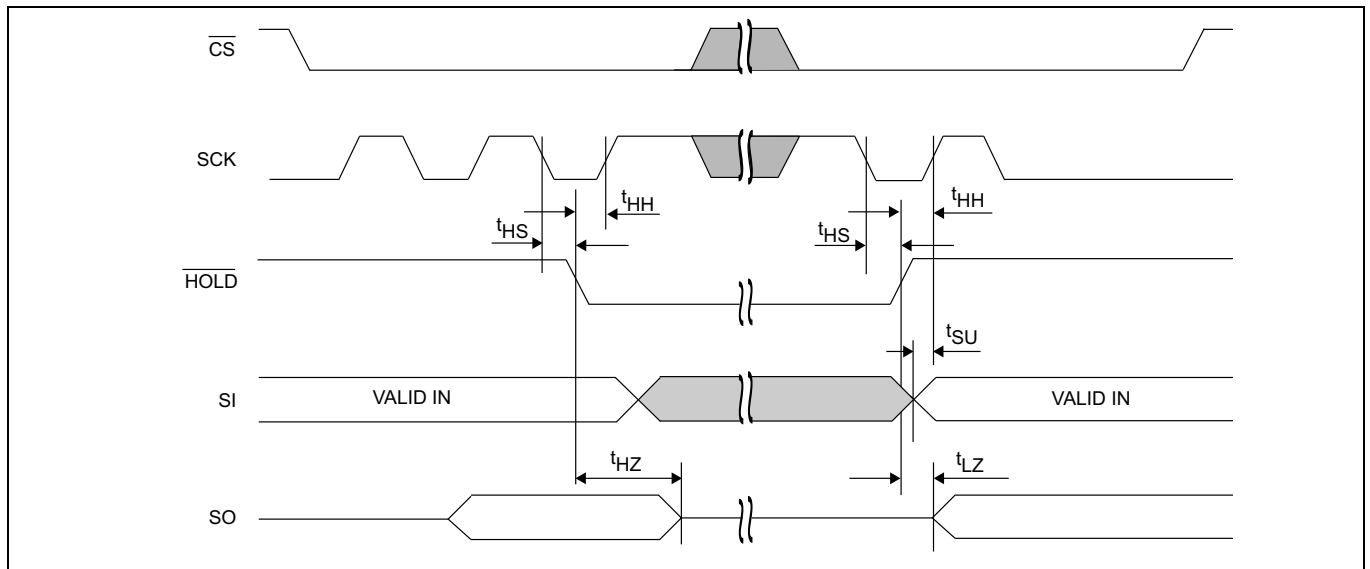 CS
SCK
tHH
tHH
tHS
tHS
HOLD
tSU
SI
VALID IN
VALID IN
tHZ
tLZ
SO